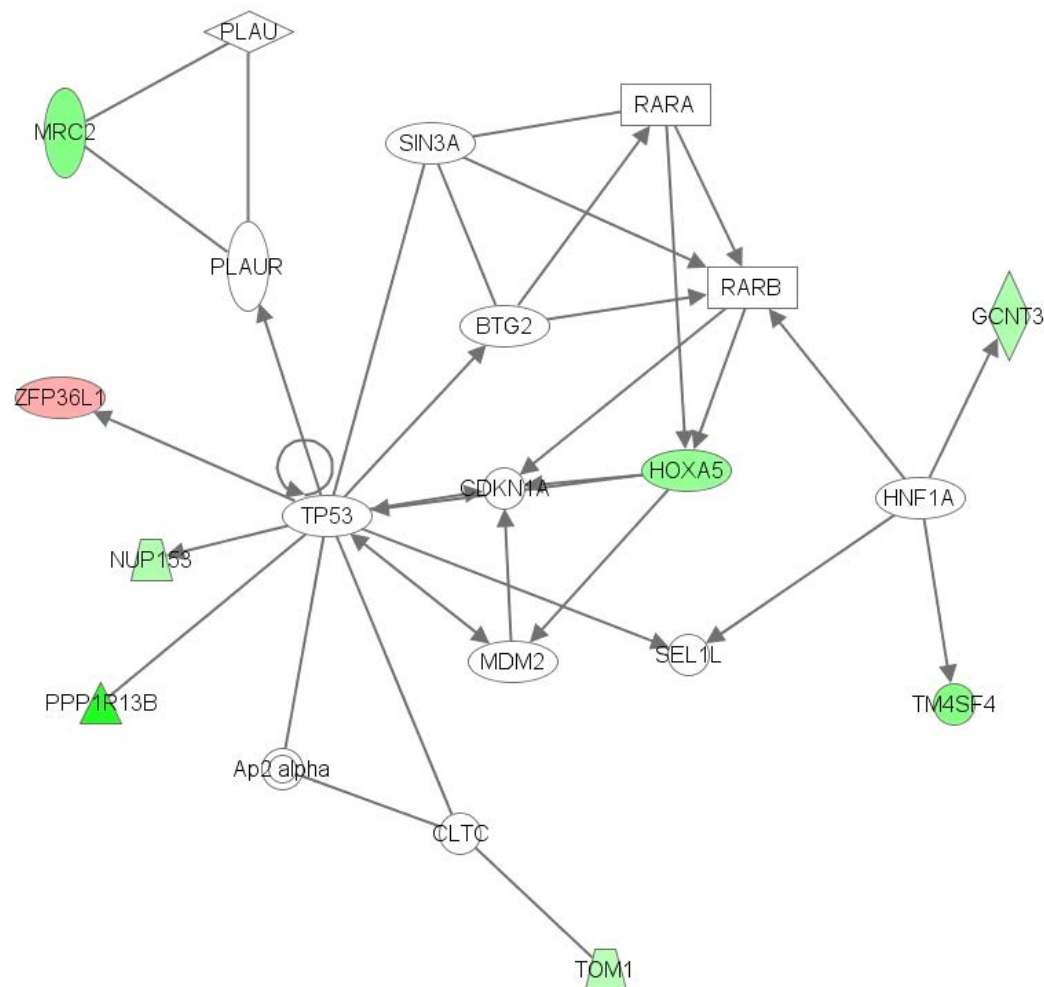 PLAU
RARA
MRC2
SIN3A
PLAUR
RARB
GCNT3
BTG2
ZFP36L1
HOXA5
CDKN1A
HNF1A
TP53
NUP153
MDM2
SEL1L
PPP1R13B
TM4SF4
Ap2 alpha
CLTC
TOM1